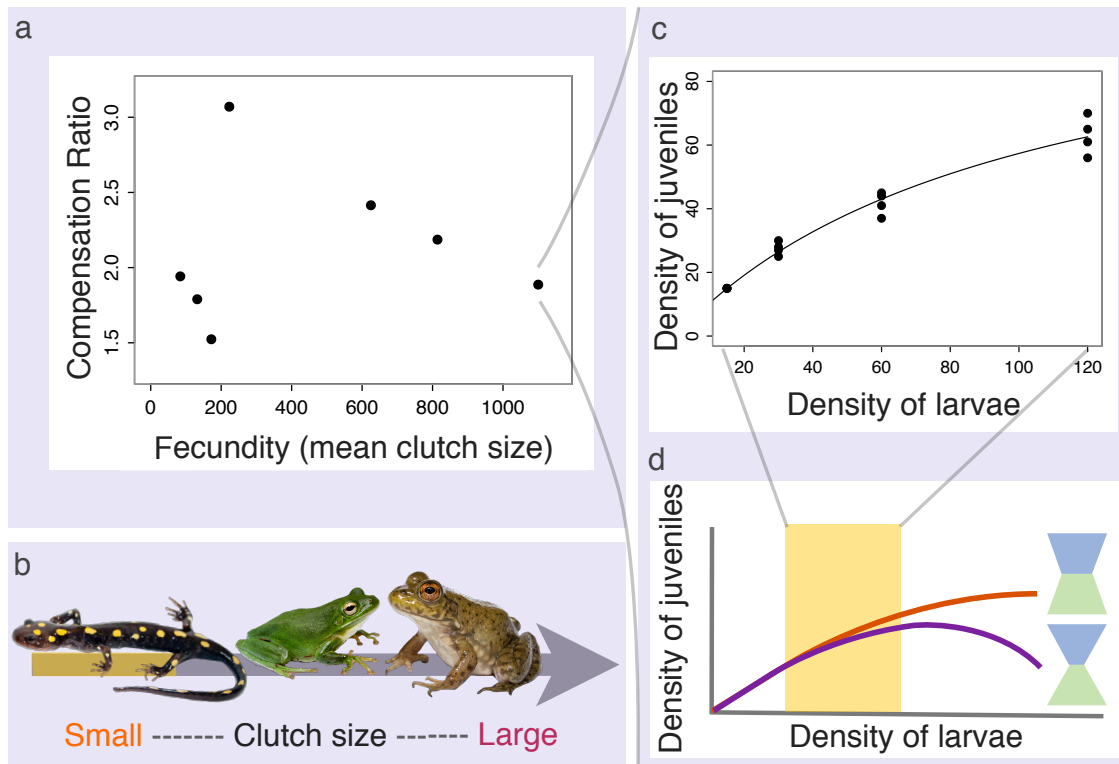 a
Compensation Ratio
3.0
2.5
2.0
1.5
0 200 400 600 800 1000
Fecundity (mean clutch size)
b
Small ------ Clutch size ---- Large
c
Density of juveniles
80
60
40
20
0
20 40 60 80 100 120
Density of larvae
d
Density of juveniles
Density of larvae